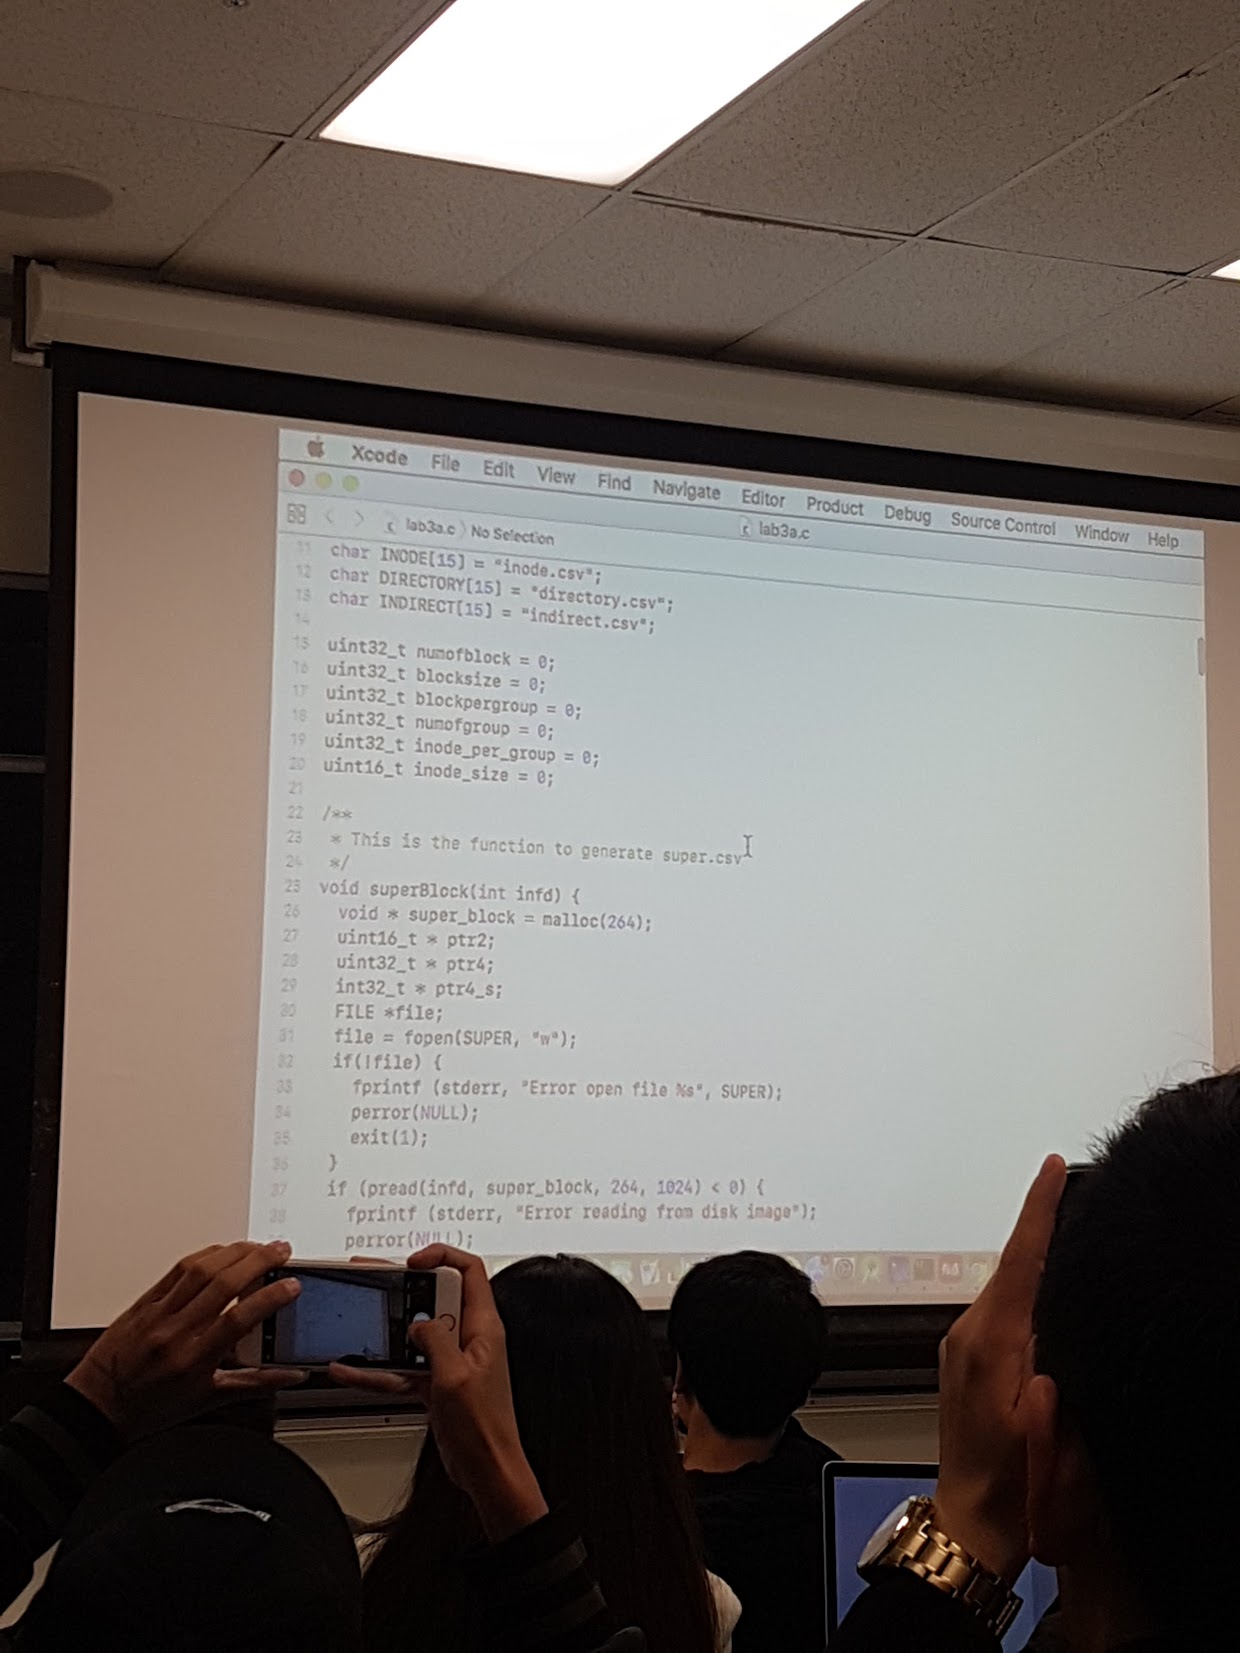 Xcode File Edit View Find Navigate Editor Product Debug Source Control Window Help
lab3a.c
lab3a.c No Selection
11 char INODE[15] = "inode.csv";
12 char DIRECTORY[15] = "directory.csv";
13 char INDIRECT[15] = "indirect.csv";
14
15 uint32_t numofblock = 0;
16 uint32_t blocksize = 0;
17 uint32_t blockpergroup = 0;
18 uint32_t numofgroup = 0;
19 uint32_t inode_per_group = 0;
20 uint16_t inode_size = 0;
21
22 /**
23 * This is the function to generate super.csv
24 */
25 void superBlock(int infd) {
26 void * super_block = malloc(264);
27 uint16_t * ptr2;
28 uint32_t * ptr4;
29 int32_t * ptr4_s;
30 FILE *file;
31 file = fopen(SUPER, "w");
32 if(!file) {
33 fprintf (stderr, "Error open file %s", SUPER);
34 perror(NULL);
35 exit(1);
36 }
37 if (pread(infd, super_block, 264, 1024) < 0) {
38 fprintf (stderr, "Error reading from disk image");
perror(NULL);